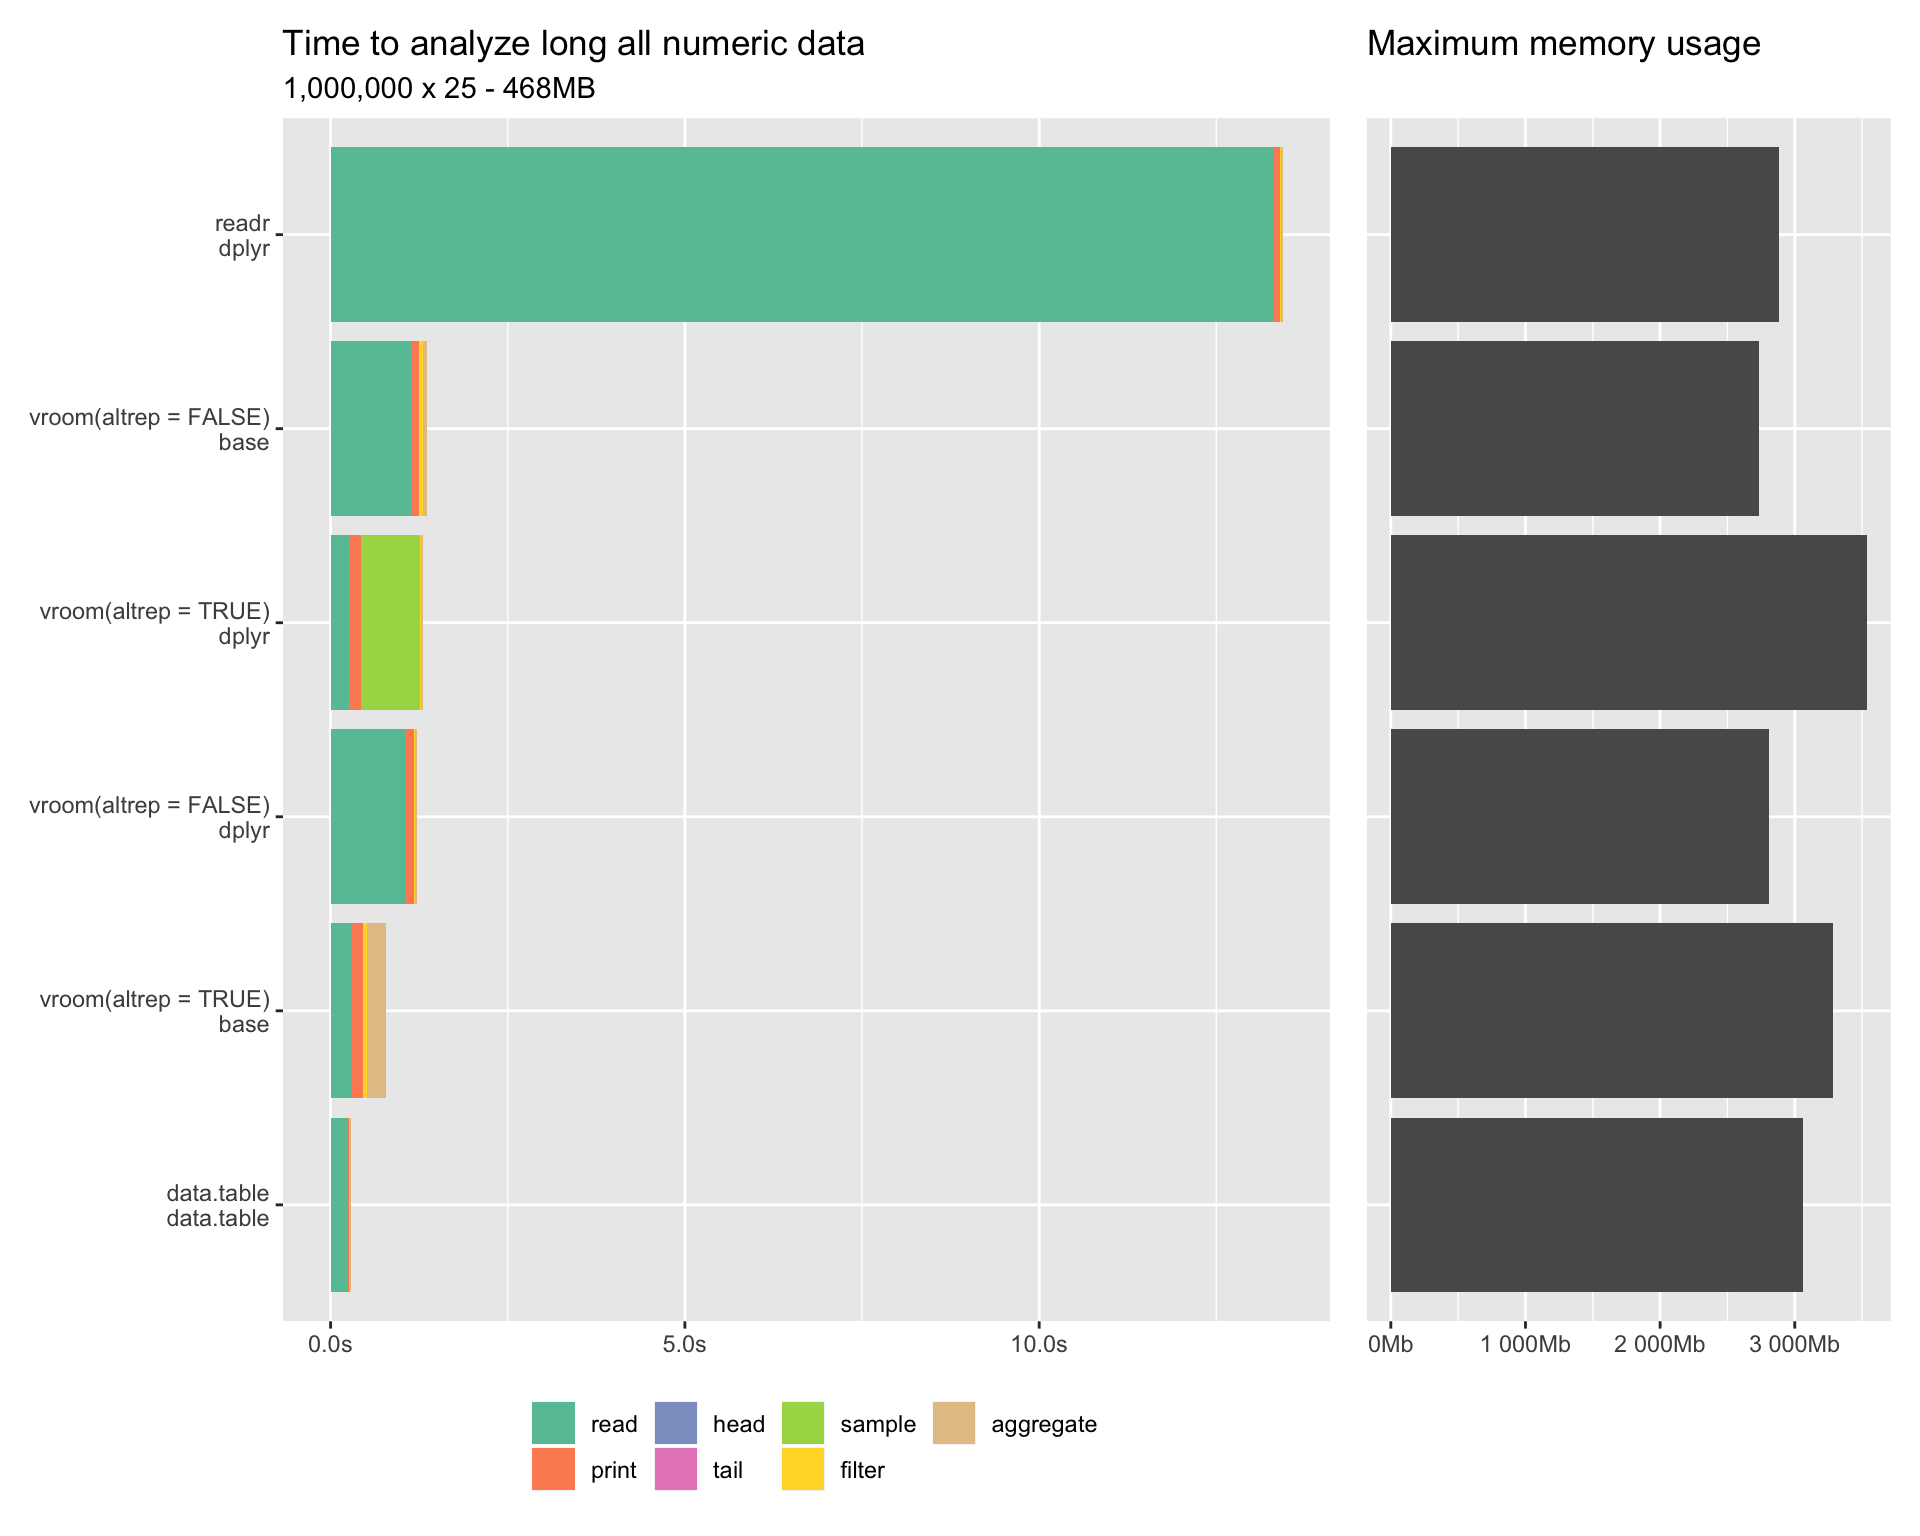 Time to analyze long all numeric data
1,000,000 x 25 - 468MB
Maximum memory usage
readr
dplyr
vroom(altrep = FALSE)
base
vroom(altrep = TRUE)
dplyr
vroom(altrep = FALSE)
dplyr
vroom(altrep = TRUE)
base
data.table
data.table
0.0s 5.0s 10.0s
0Mb 1 000Mb 2 000Mb 3 000Mb
read head sample aggregate
print tail filter